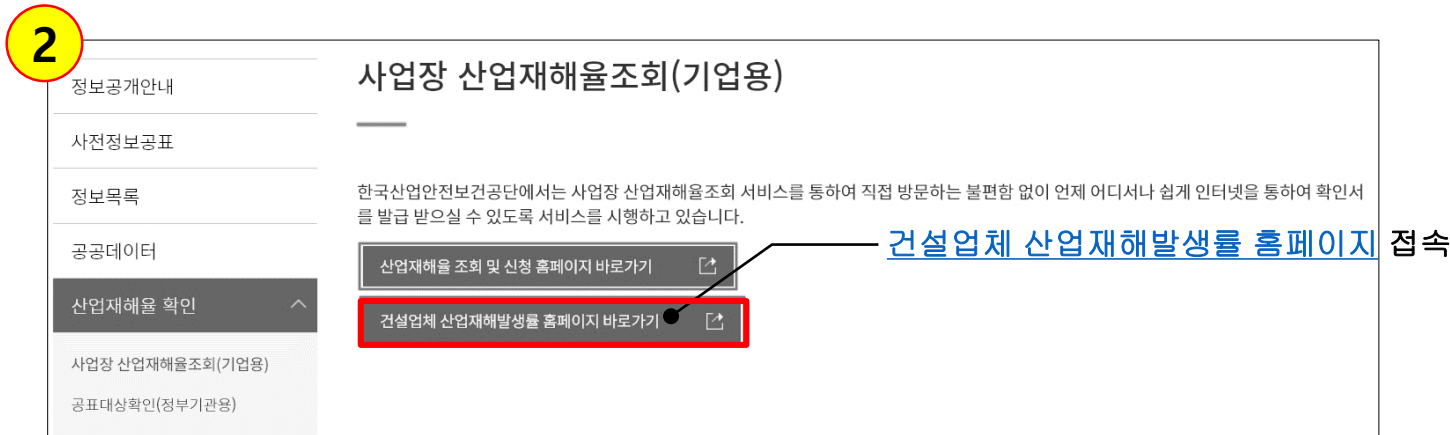 2
정보공개안내
사전정보공표
정보목록
공공데이터
산업재해율 확인
사업장 산업재해율조회(기업용)
공표대상확인(정부기관용)
사업장 산업재해율조회(기업용)
한국산업안전보건공단에서는 사업장 산업재해율조회 서비스를 통하여 직접 방문하는 불편함 없이 언제 어디서나 쉽게 인터넷을 통하여 확인서
를 발급 받으실 수 있도록 서비스를 시행하고 있습니다.
산업재해율 조회 및 신청 홈페이지 바로가기
건설업체 산업재해발생률 홈페이지 바로가기
건설업체 산업재해발생률 홈페이지 접속